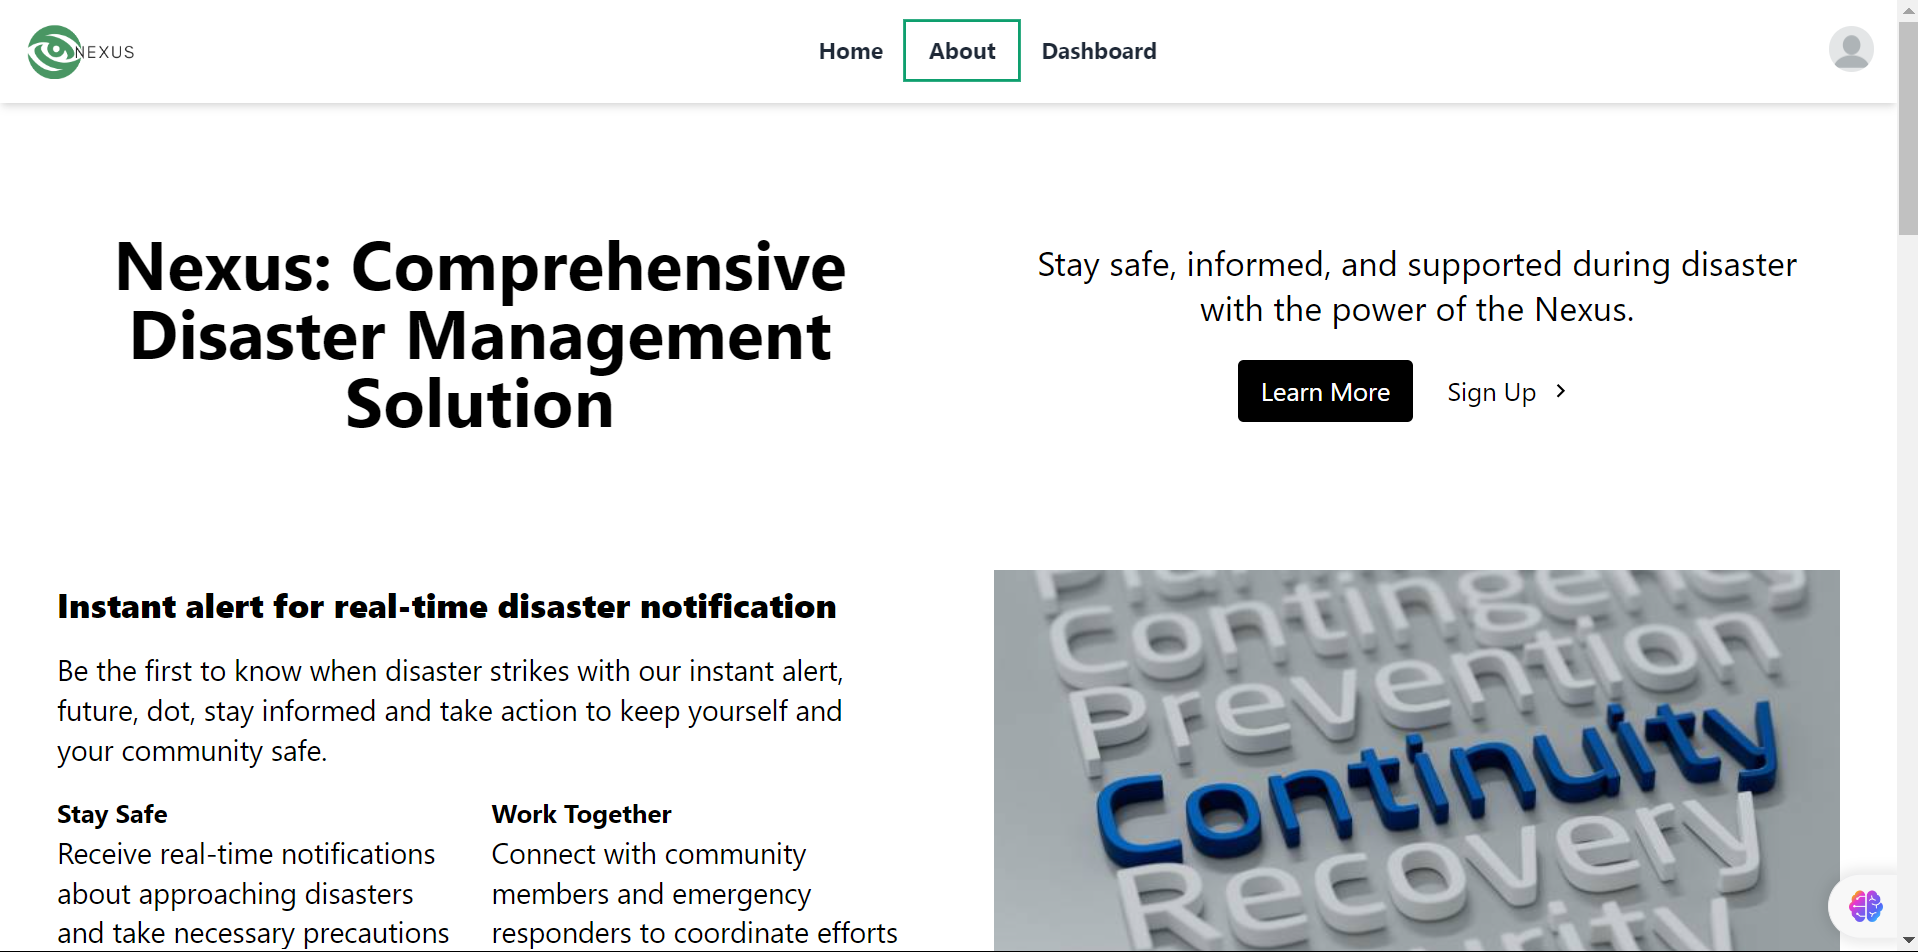 NEXUS
Home
About
Dashboard
Nexus: Comprehensive
Disaster Management
Solution
Stay safe, informed, and supported during disaster
with the power of the Nexus.
Learn More
Sign Up
Instant alert for real-time disaster notification
Be the first to know when disaster strikes with our instant alert,
future, dot, stay informed and take action to keep yourself and
your community safe.
Stay Safe
Receive real-time notifications
about approaching disasters
and take necessary precautions
Work Together
Connect with community
members and emergency
responders to coordinate efforts
Contingency
Prevention
Continuity
Recovery